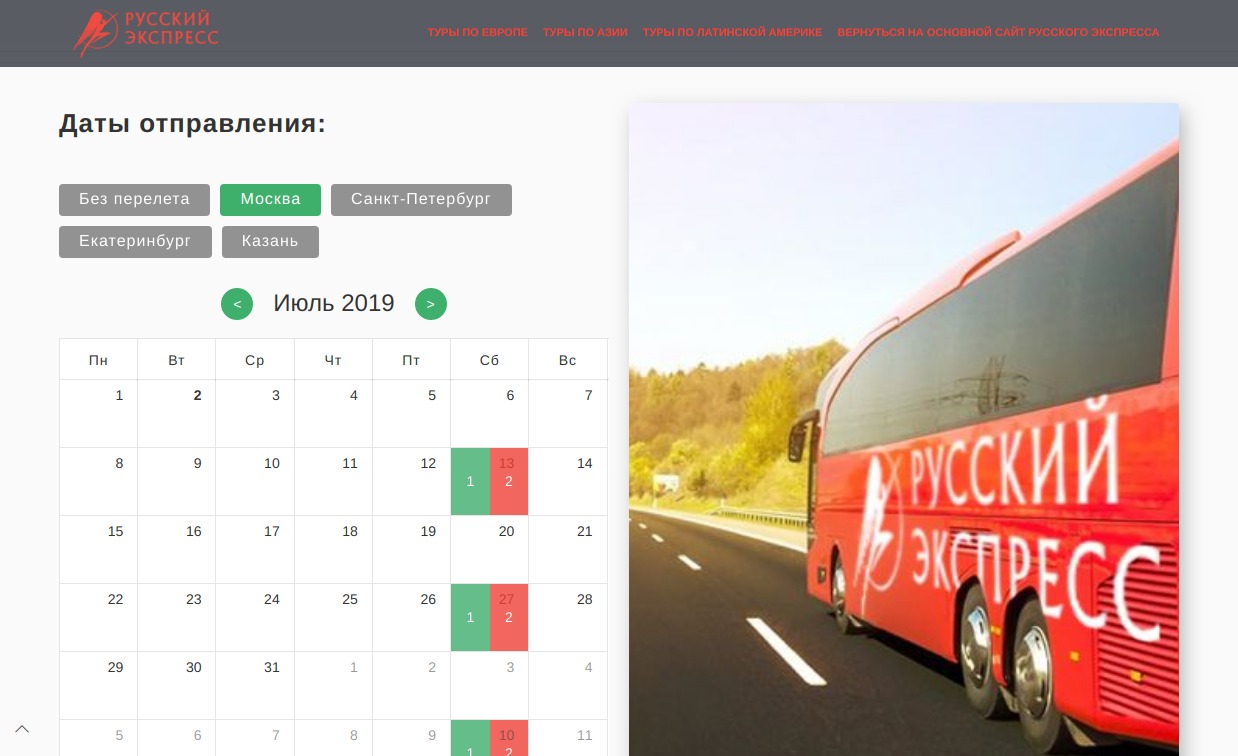 РУССКИЙ
ЭКСПРЕСС
ТУРЫ ПО ЕВРОПЕ ТУРЫ ПО АЗИИ ТУРЫ ПО ЛАТИНСКОЙ АМЕРИКЕ ВЕРНУТЬСЯ НА ОСНОВНОЙ САЙТ РУССКОГО ЭКСПРЕССА
Даты отправления:
Без перелета Москва Санкт-Петербург
Екатеринбург Казань
< Июль 2019 >
Пн Вт Ср Чт Пт Сб Вс
1 2 3 4 5 6 7
8 9 10 11 12 13 14
1 2
15 16 17 18 19 20 21
22 23 24 25 26 27 28
1 2
29 30 31 1 2 3 4
5 6 7 8 9 10 11
1 2
РУССКИЙ
ЭКСПРЕСС